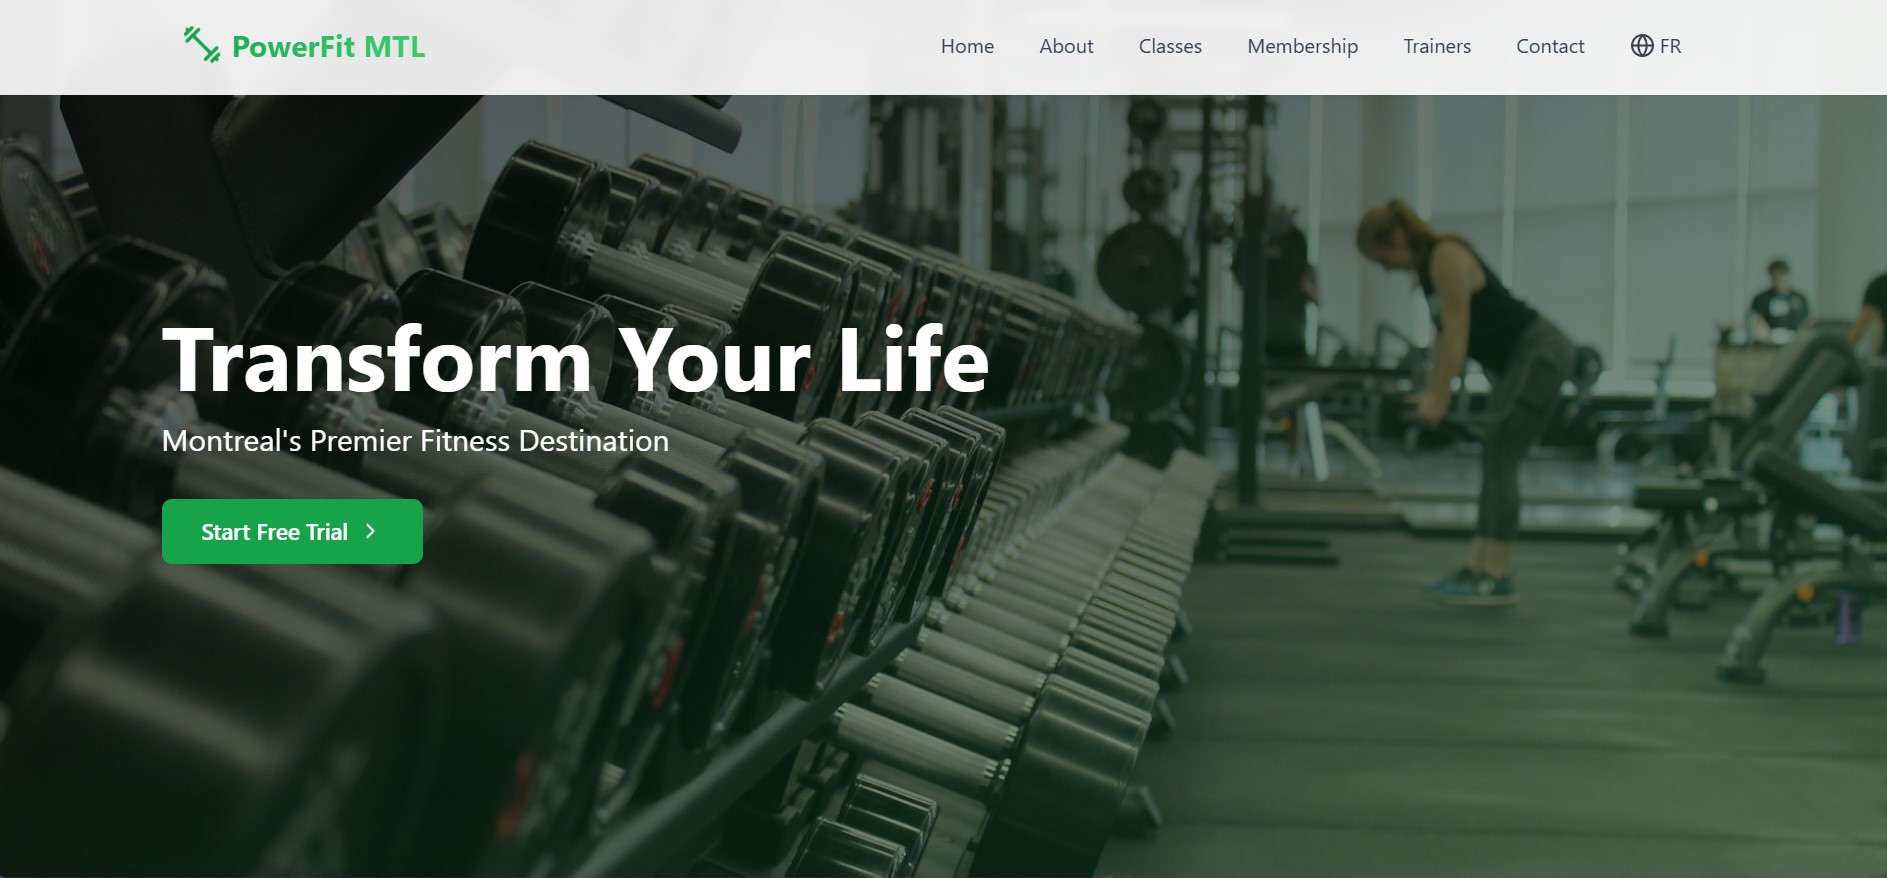 PowerFit MTL
Home About Classes Membership Trainers Contact FR
Transform Your Life
Montreal's Premier Fitness Destination
Start Free Trial